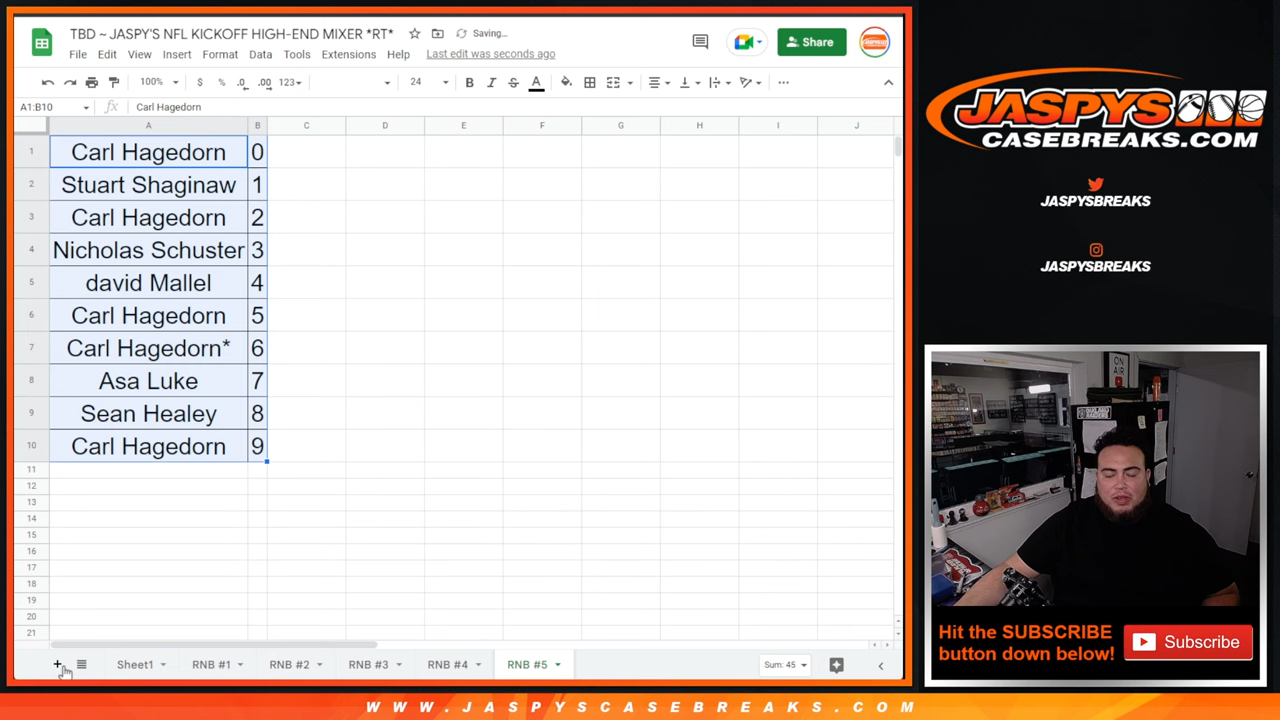 TBD ~ JASPY'S NFL KICKOFF HIGH-END MIXER *RT*
Saving...
File Edit View Insert Format Data Tools Extensions Help
Last edit was seconds ago
Share
100% $ % .0 .00 123 24 B I S A
A1:B10
fx Carl Hagedorn
A B C D E F G H I J
1 Carl Hagedorn 0
2 Stuart Shaginaw 1
3 Carl Hagedorn 2
4 Nicholas Schuster 3
5 david Mallel 4
6 Carl Hagedorn 5
7 Carl Hagedorn* 6
8 Asa Luke 7
9 Sean Healey 8
10 Carl Hagedorn 9
11
12
13
14
15
16
17
18
19
20
21
Sheet1 RNB #1 RNB #2 RNB #3 RNB #4 RNB #5
Sum: 45
JASPYS
CASEBREAKS.COM
JASPYSBREAKS
JASPYSBREAKS
ON
AIR
Hit the SUBSCRIBE
button down below!
Subscribe
WWW.JASPYSCASEBREAKS.COM